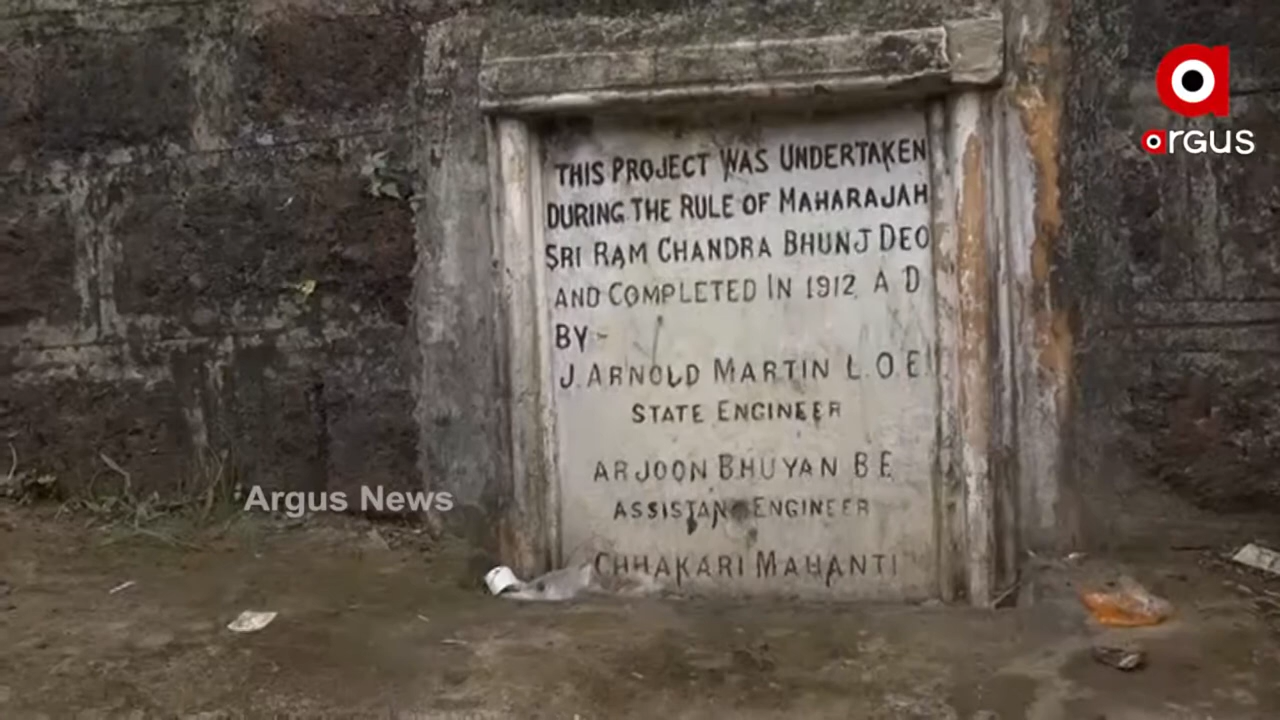 THIS PROJECT WAS UNDERTAKEN
DURING THE RULE OF MAHARAJAH
SRI RAM CHANDRA BHUNJ DEO
AND COMPLETED IN 1912 A D
BY -
J. ARNOLD MARTIN L.O.E.
STATE ENGINEER
ARJOON BHUYAN B E
ASSISTANT ENGINEER
CHHAKARI MAHANTI
argus
Argus News